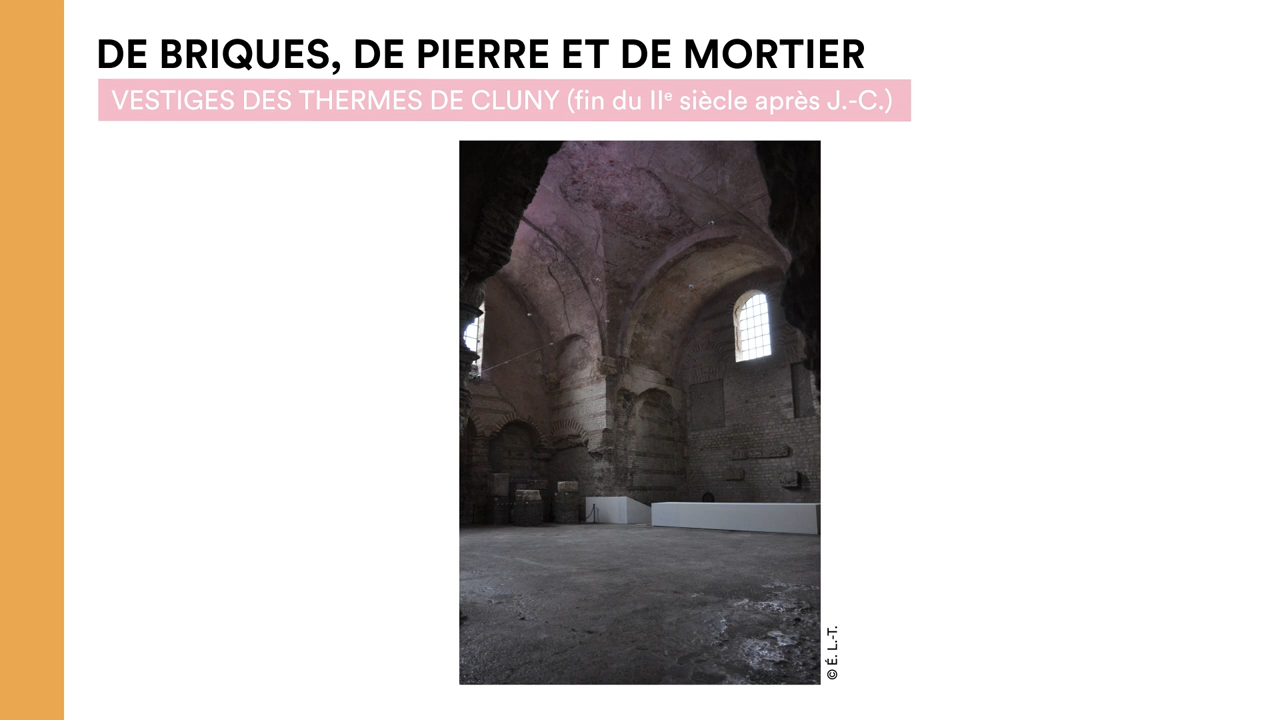 DE BRIQUES, DE PIERRE ET DE MORTIER
VESTIGES DES THERMES DE CLUNY (fin du IIᵉ siècle après J.-C.)
© É. L.-T.